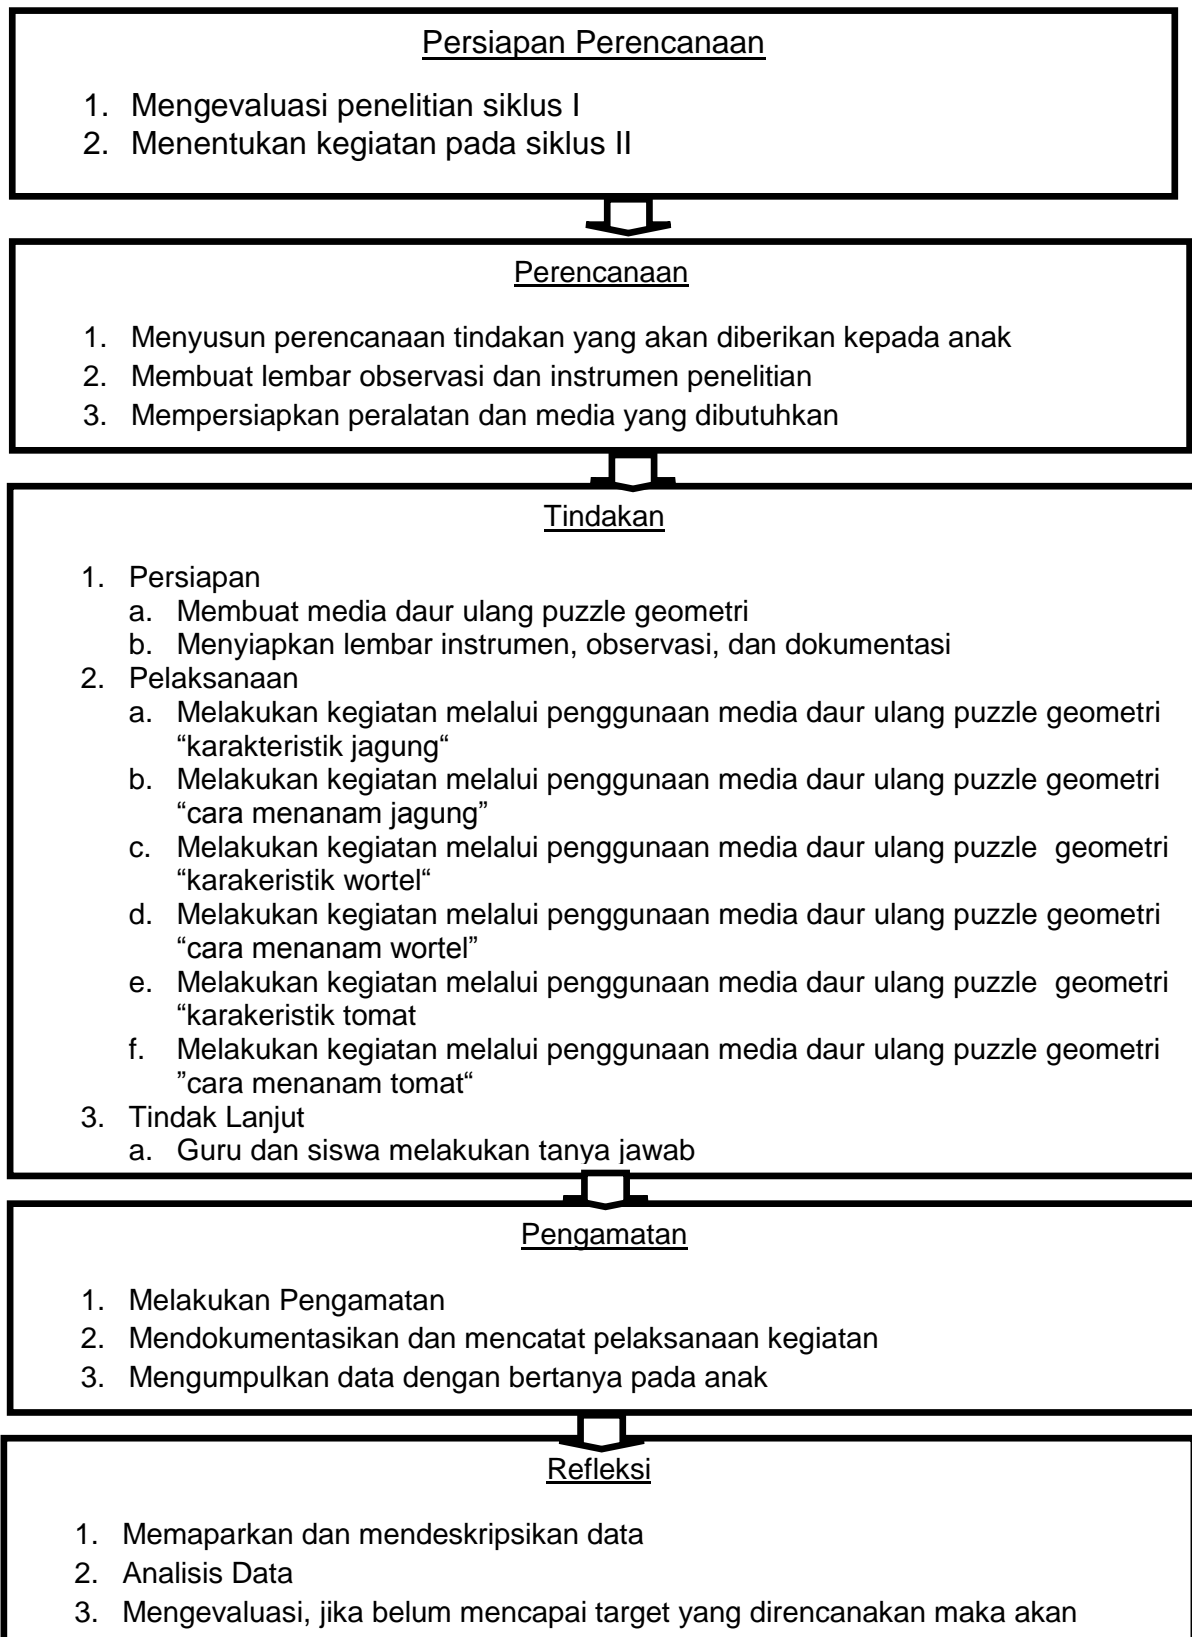 Persiapan Perencanaan
1. Mengevaluasi penelitian siklus I
2. Menentukan kegiatan pada siklus II
Perencanaan
1. Menyusun perencanaan tindakan yang akan diberikan kepada anak
2. Membuat lembar observasi dan instrumen penelitian
3. Mempersiapkan peralatan dan media yang dibutuhkan
Tindakan
1. Persiapan
a. Membuat media daur ulang puzzle geometri
b. Menyiapkan lembar instrumen, observasi, dan dokumentasi
2. Pelaksanaan
a. Melakukan kegiatan melalui penggunaan media daur ulang puzzle geometri
“karakteristik jagung“
b. Melakukan kegiatan melalui penggunaan media daur ulang puzzle geometri
“cara menanam jagung”
c. Melakukan kegiatan melalui penggunaan media daur ulang puzzle geometri
“karakeristik wortel“
d. Melakukan kegiatan melalui penggunaan media daur ulang puzzle geometri
“cara menanam wortel”
e. Melakukan kegiatan melalui penggunaan media daur ulang puzzle geometri
“karakeristik tomat
f. Melakukan kegiatan melalui penggunaan media daur ulang puzzle geometri
”cara menanam tomat“
3. Tindak Lanjut
a. Guru dan siswa melakukan tanya jawab
Pengamatan
1. Melakukan Pengamatan
2. Mendokumentasikan dan mencatat pelaksanaan kegiatan
3. Mengumpulkan data dengan bertanya pada anak
Refleksi
1. Memaparkan dan mendeskripsikan data
2. Analisis Data
3. Mengevaluasi, jika belum mencapai target yang direncanakan maka akan